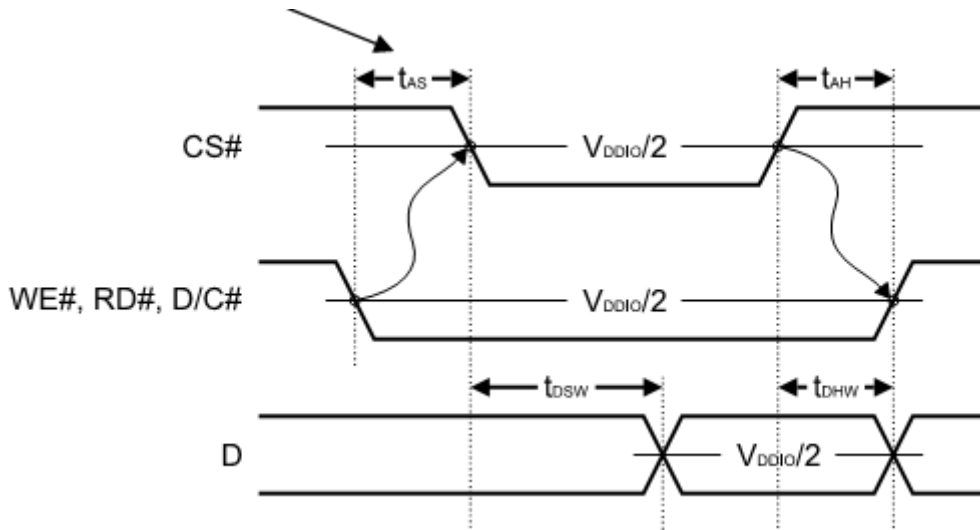 tAS tAH
CS# VDDIO/2
WE#, RD#, D/C# VDDIO/2
tDSW tDHW
D VDDIO/2